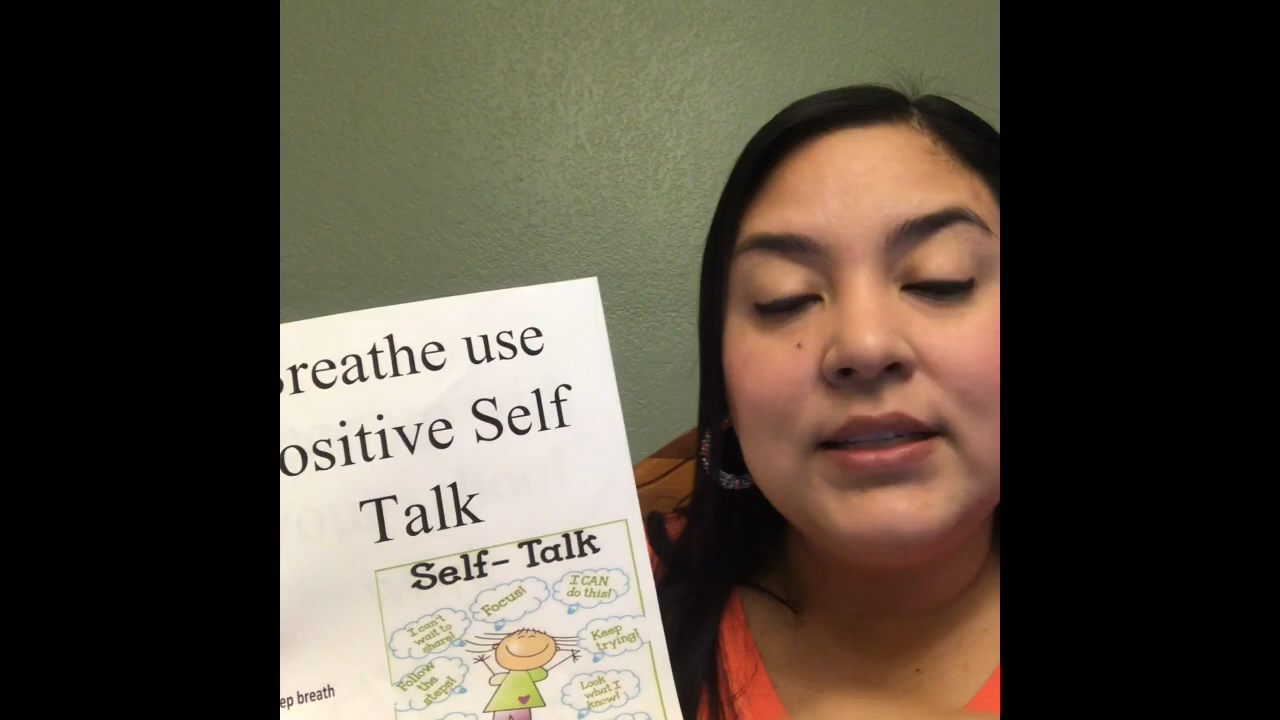 reathe use
ositive Self
Talk
Self-Talk
Focus!
I CAN
do this!
I can't
wait to
share!
Keep
trying!
Follow
the
steps!
Look
what I
know!
ep breath